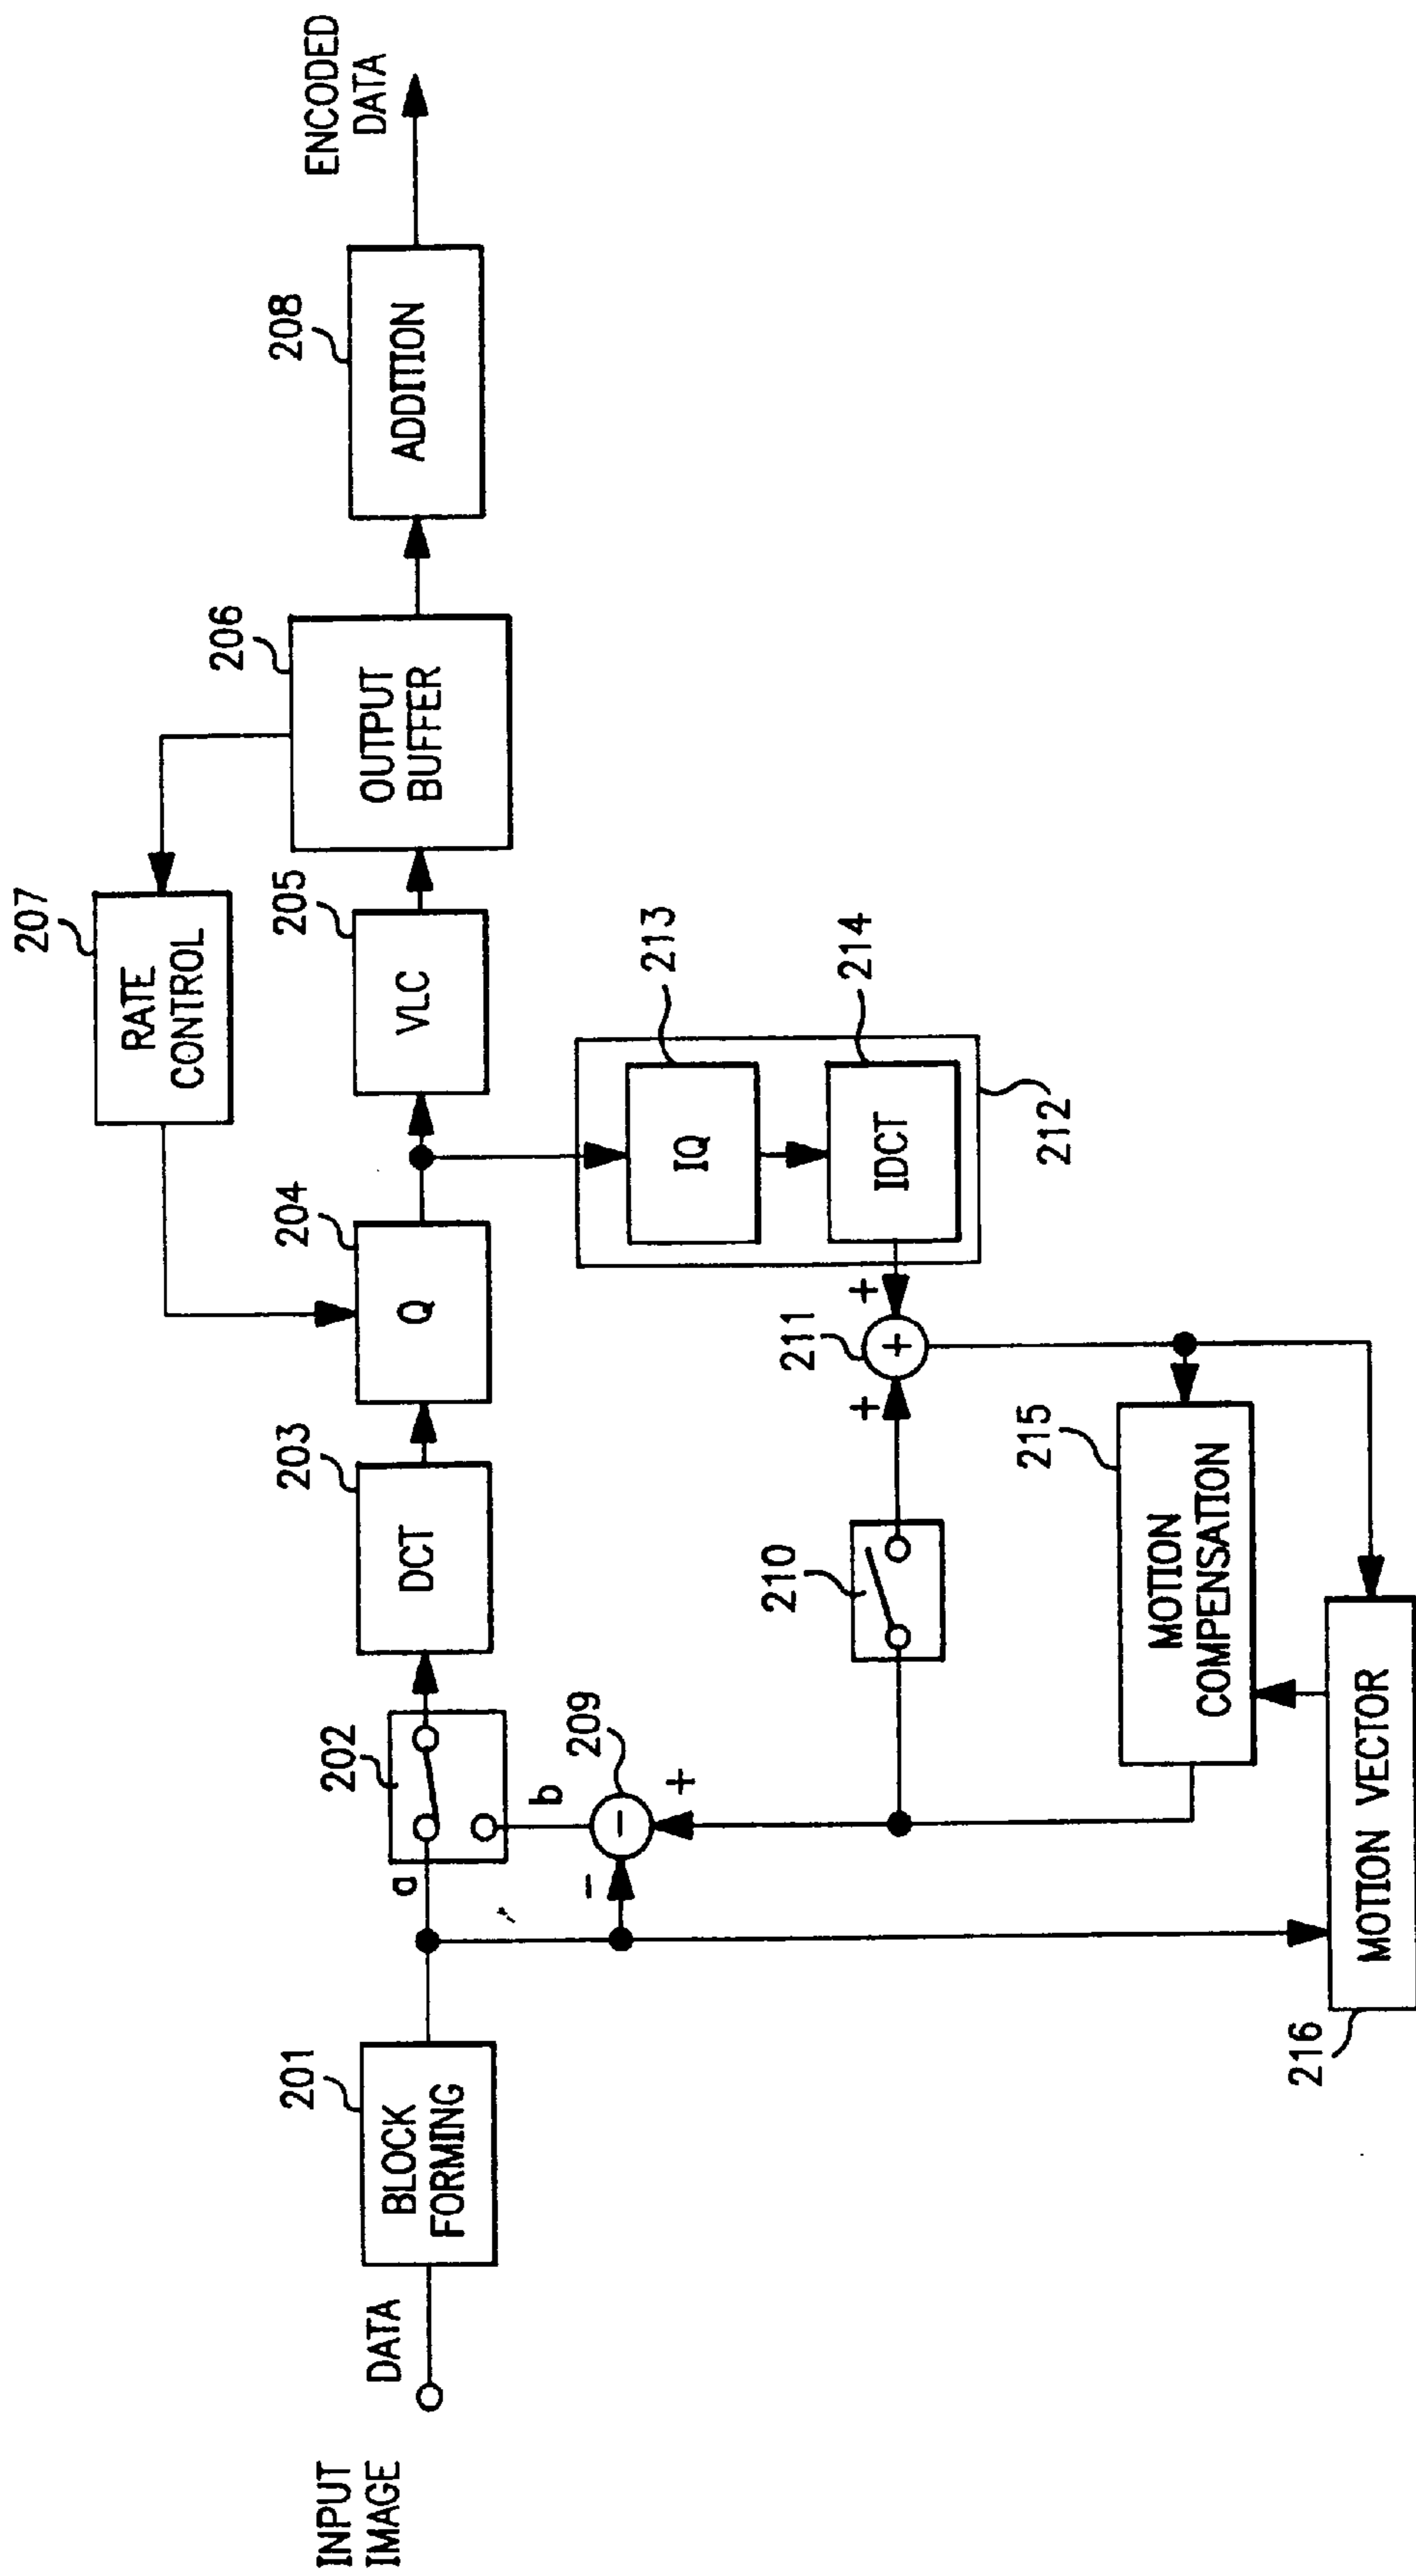 INPUT
IMAGE
DATA
201
BLOCK
FORMING
a
202
b
209
-
-
+
203
DCT
204
Q
207
RATE
CONTROL
205
VLC
206
OUTPUT
BUFFER
208
ADDITION
ENCODED
DATA
213
IQ
214
IDCT
212
211
+
+
+
210
215
MOTION
COMPENSATION
216
MOTION VECTOR